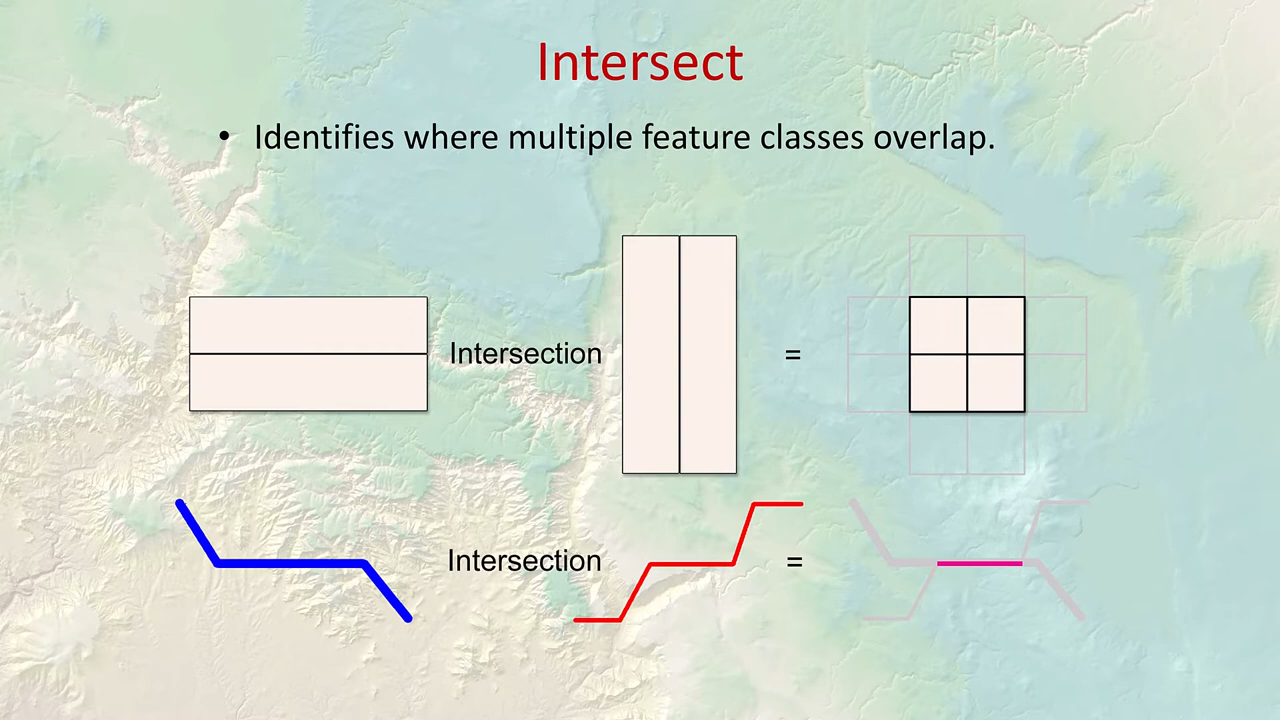 Intersect
• Identifies where multiple feature classes overlap.
Intersection =
Intersection =